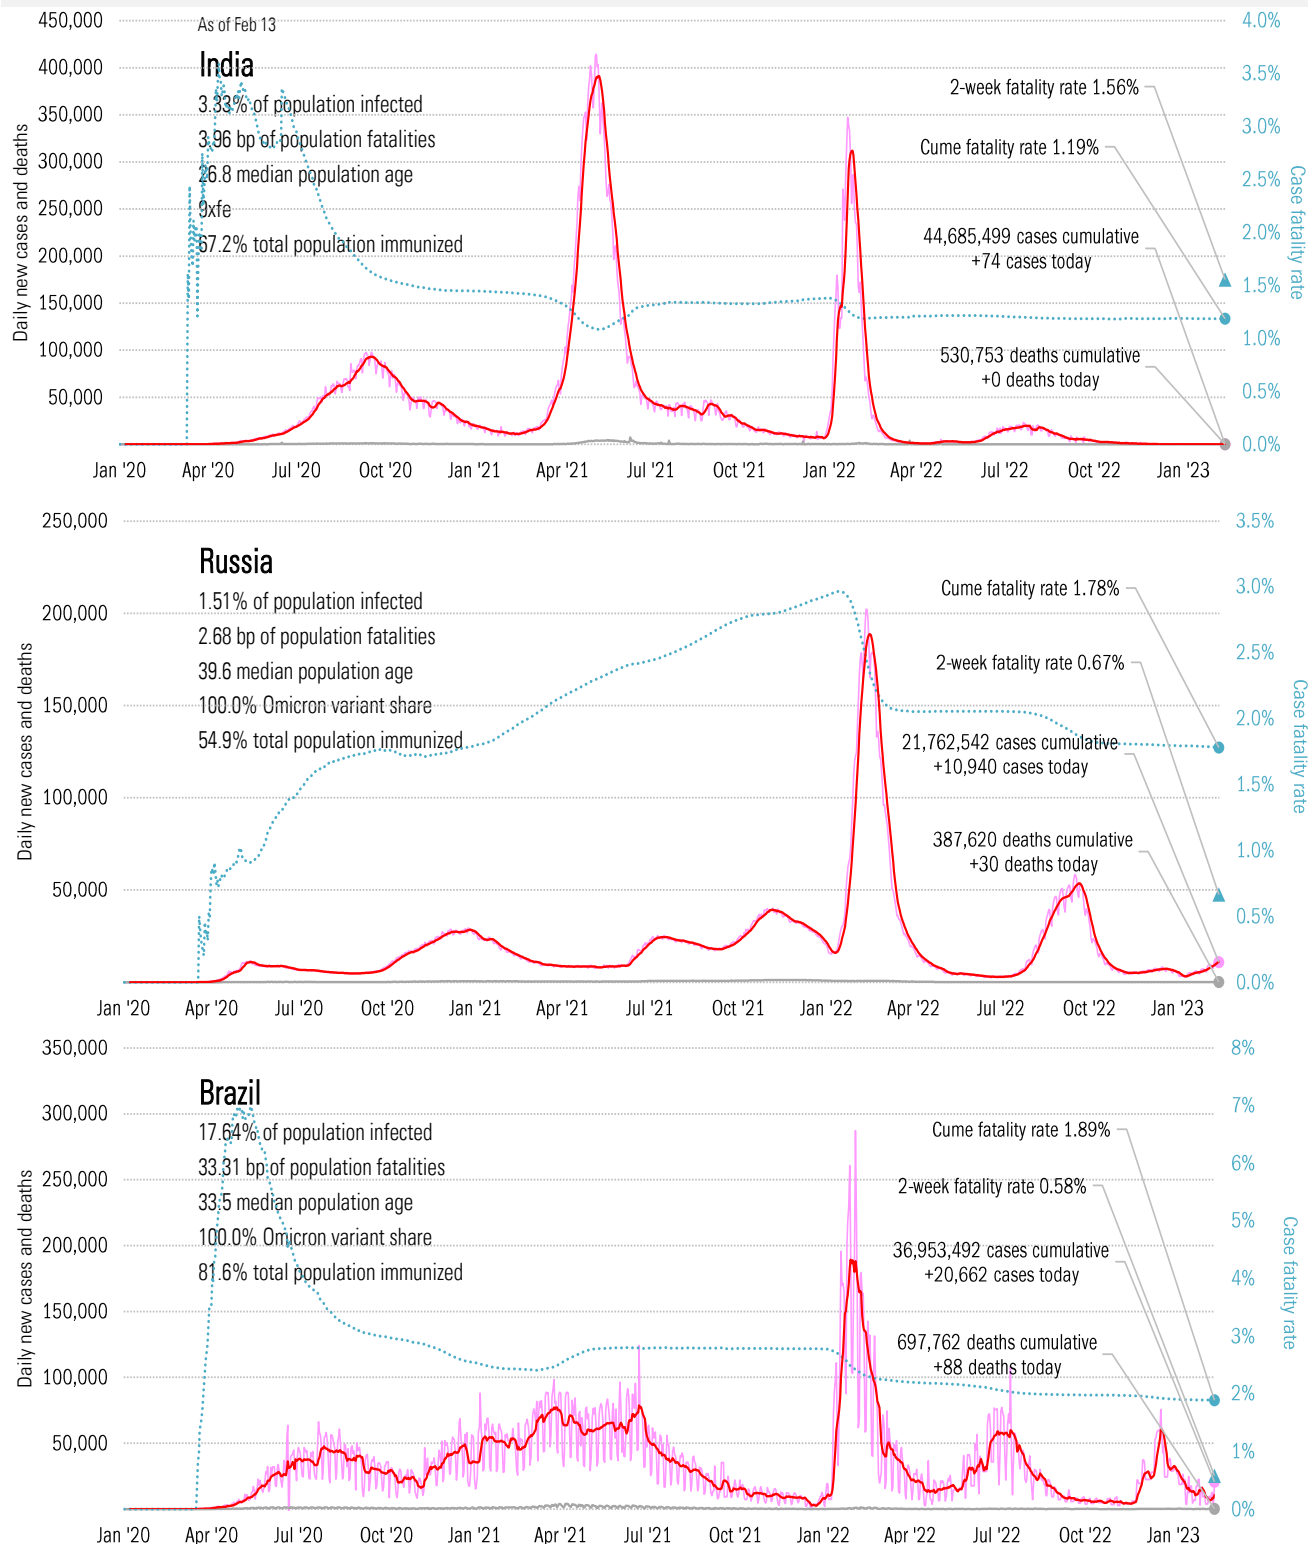 As of Feb 13
India
3.33% of population infected
3.96 bp of population fatalities
26.8 median population age
9xfe
67.2% total population immunized
Daily new cases and deaths
450,000
400,000
350,000
300,000
250,000
200,000
150,000
100,000
50,000
2-week fatality rate 1.56%
Cume fatality rate 1.19%
44,685,499 cases cumulative
+74 cases today
530,753 deaths cumulative
+0 deaths today
4.0%
3.5%
3.0%
2.5%
2.0%
1.5%
1.0%
0.5%
0.0%
Case fatality rate
Jan '20 Apr '20 Jul '20 Oct '20 Jan '21 Apr '21 Jul '21 Oct '21 Jan '22 Apr '22 Jul '22 Oct '22 Jan '23
Russia
1.51% of population infected
2.68 bp of population fatalities
39.6 median population age
100.0% Omicron variant share
54.9% total population immunized
Daily new cases and deaths
250,000
200,000
150,000
100,000
50,000
Cume fatality rate 1.78%
2-week fatality rate 0.67%
21,762,542 cases cumulative
+10,940 cases today
387,620 deaths cumulative
+30 deaths today
3.5%
3.0%
2.5%
2.0%
1.5%
1.0%
0.5%
0.0%
Case fatality rate
Jan '20 Apr '20 Jul '20 Oct '20 Jan '21 Apr '21 Jul '21 Oct '21 Jan '22 Apr '22 Jul '22 Oct '22 Jan '23
Brazil
17.64% of population infected
33.31 bp of population fatalities
33.5 median population age
100.0% Omicron variant share
81.6% total population immunized
Daily new cases and deaths
350,000
300,000
250,000
200,000
150,000
100,000
50,000
Cume fatality rate 1.89%
2-week fatality rate 0.58%
36,953,492 cases cumulative
+20,662 cases today
697,762 deaths cumulative
+88 deaths today
8%
7%
6%
5%
4%
3%
2%
1%
0%
Case fatality rate
Jan '20 Apr '20 Jul '20 Oct '20 Jan '21 Apr '21 Jul '21 Oct '21 Jan '22 Apr '22 Jul '22 Oct '22 Jan '23